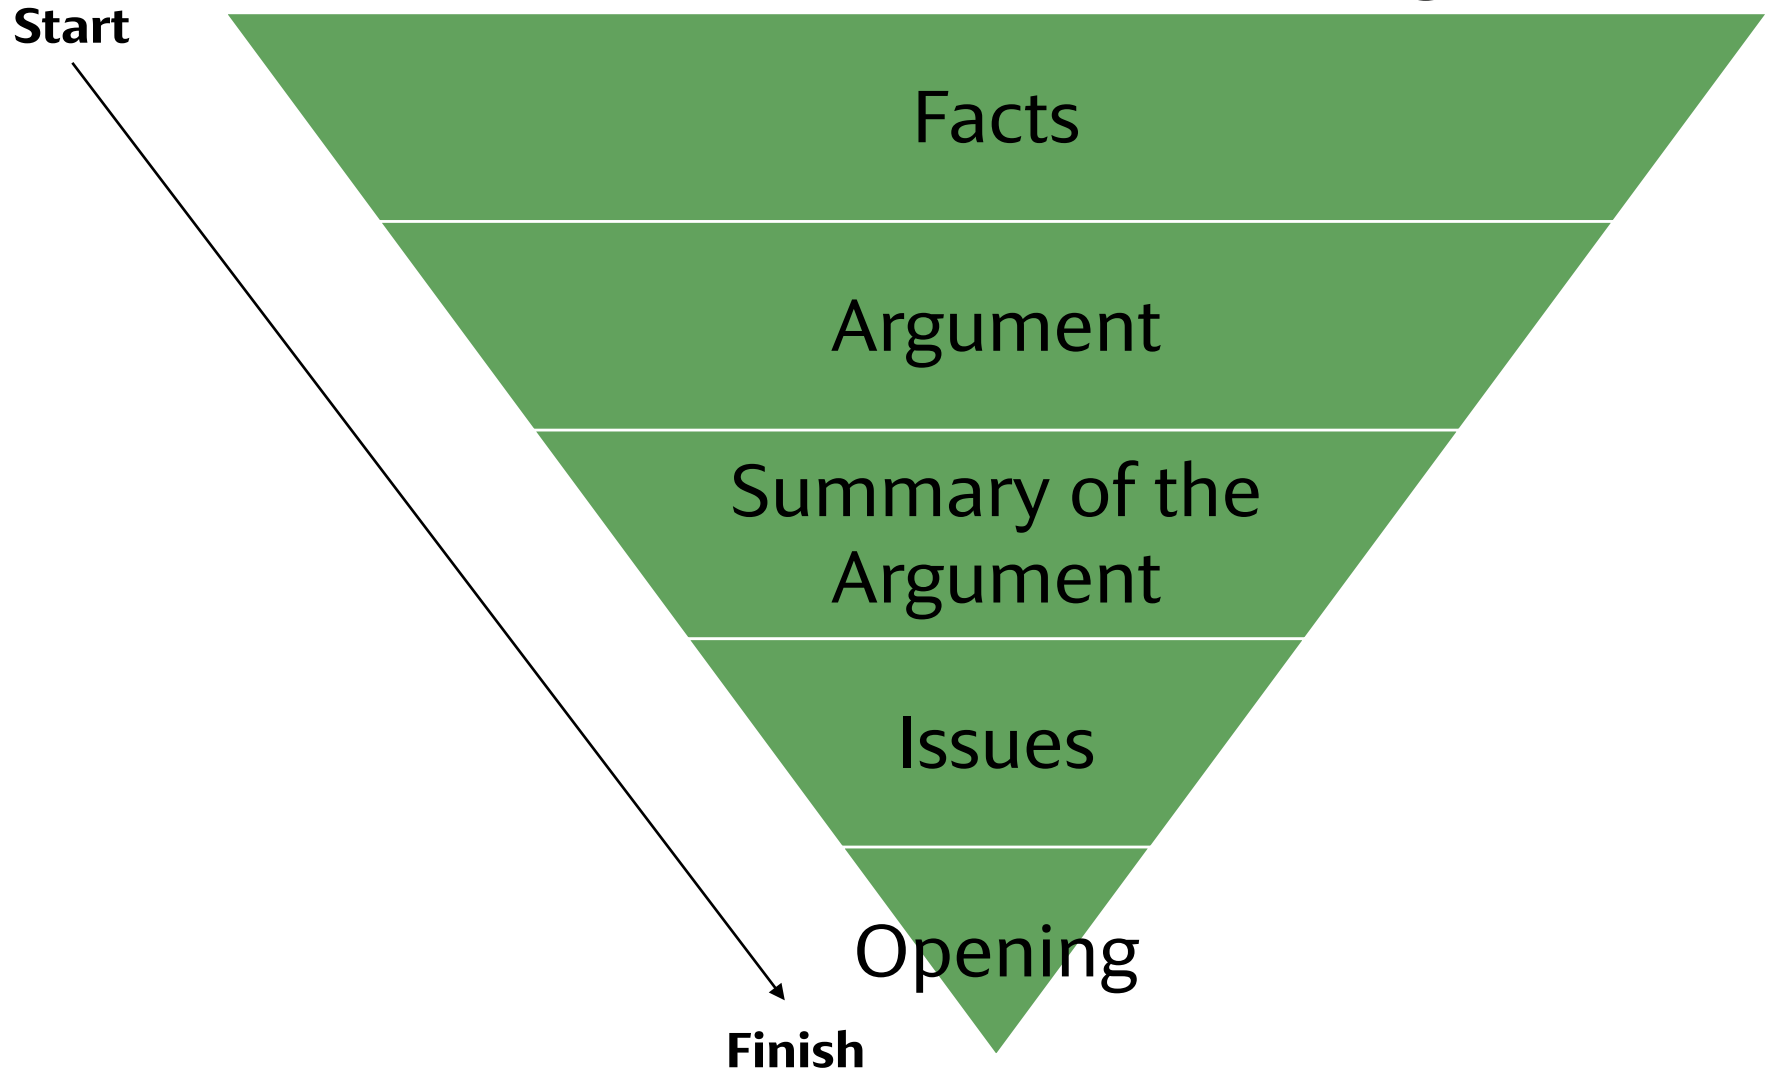 Start
Facts
Argument
Summary of the
Argument
Issues
Opening
Finish